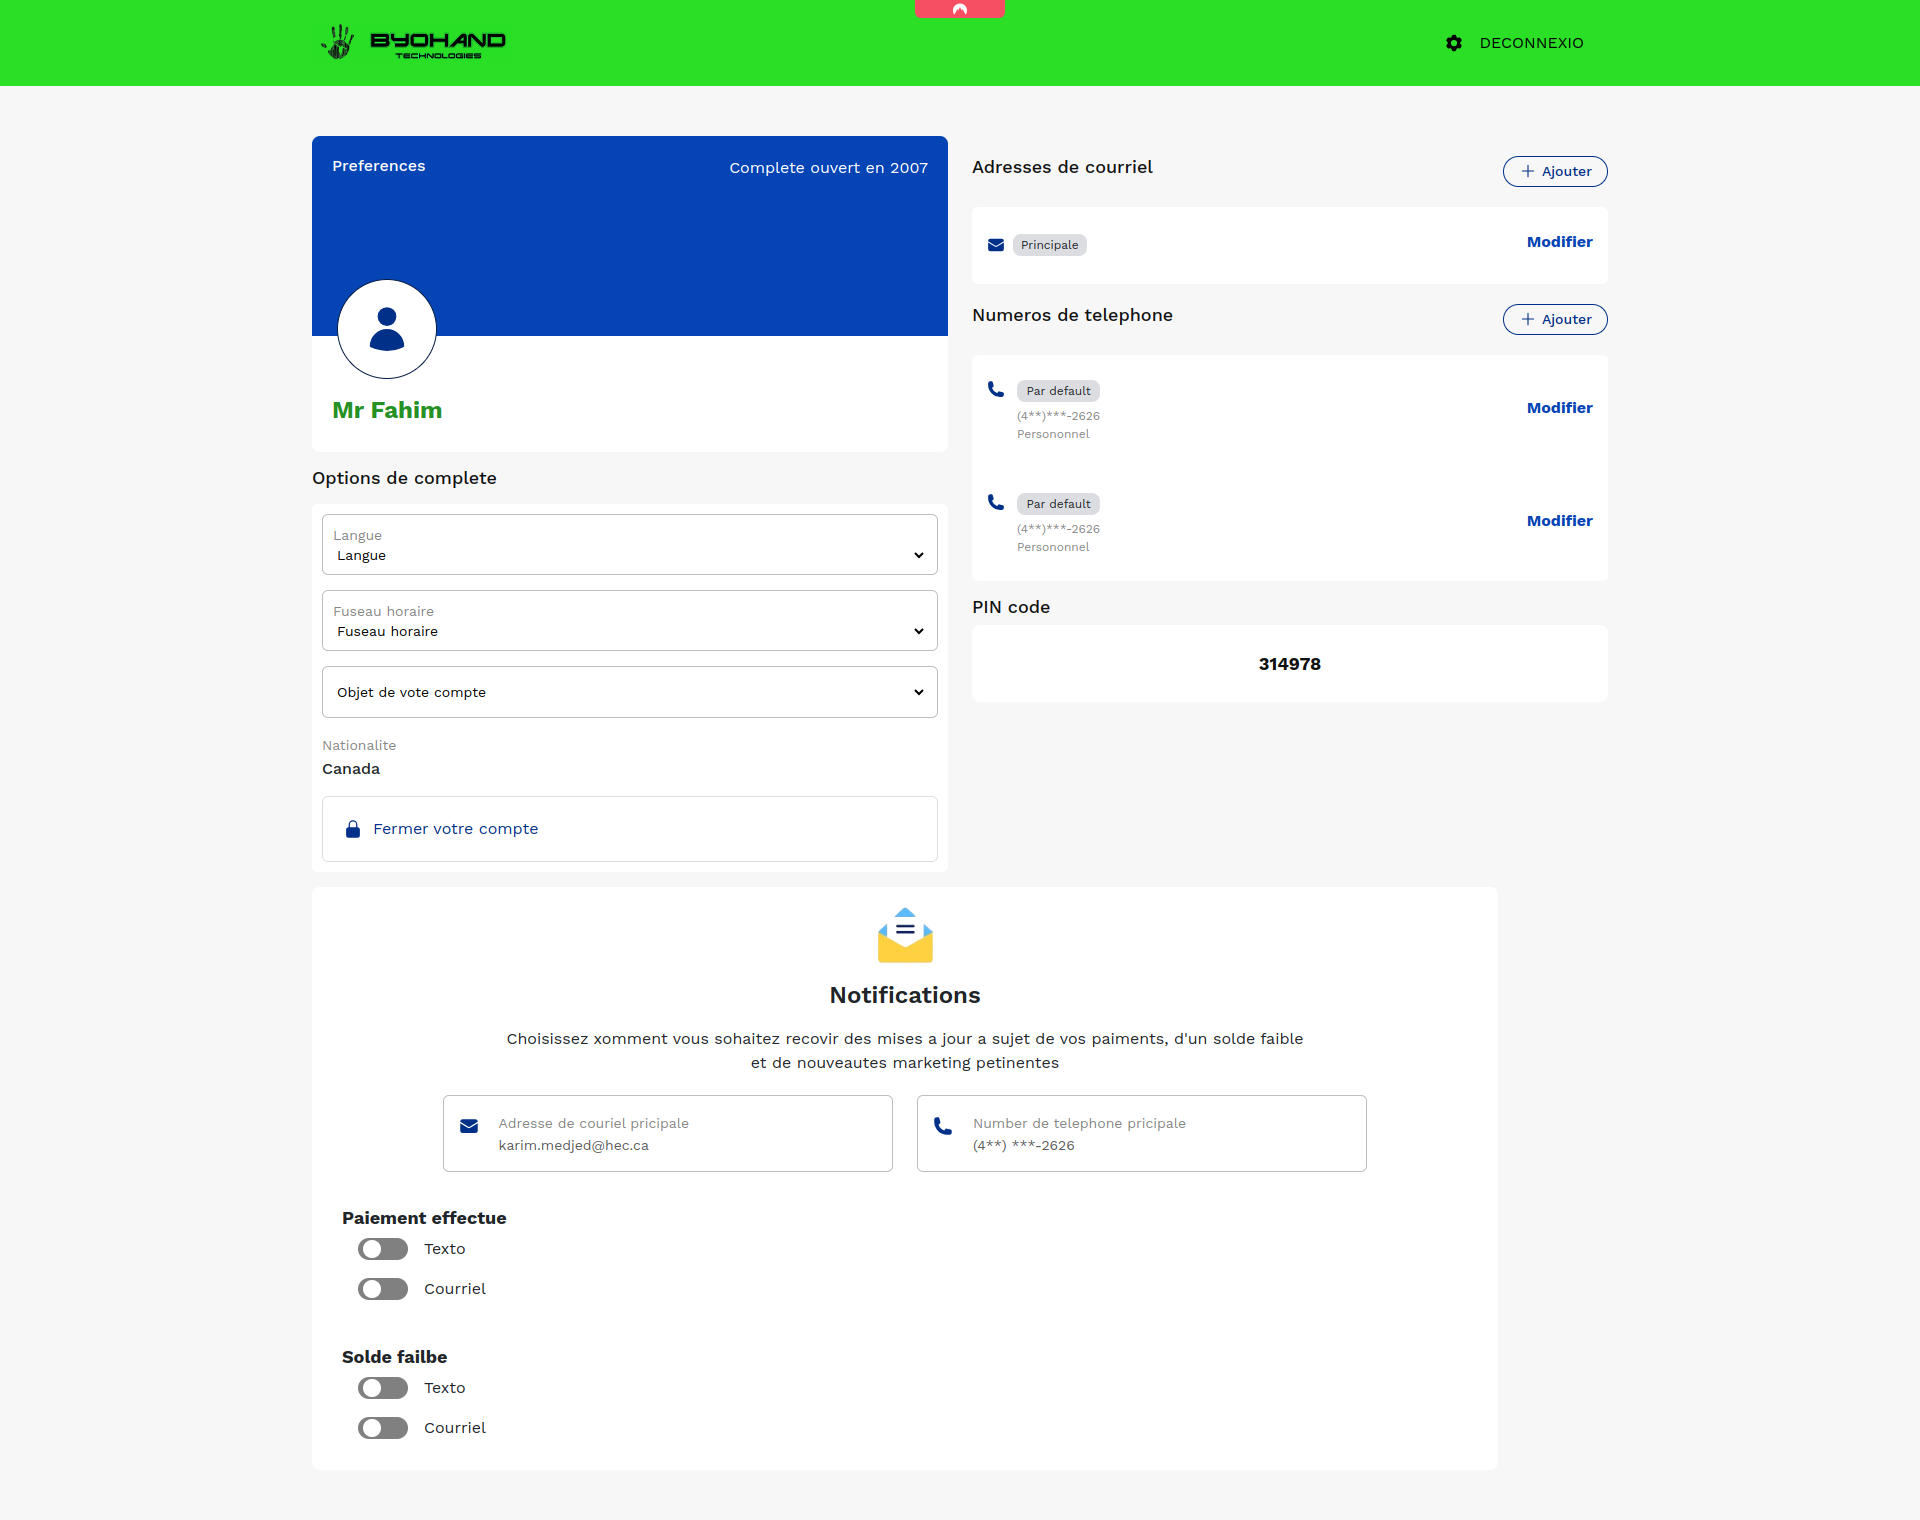 BYOHAND
TECHNOLOGIES
DECONNEXIO
Preferences
Complete ouvert en 2007
Mr Fahim
Options de complete
Langue
Langue
Fuseau horaire
Fuseau horaire
Objet de vote compte
Nationalite
Canada
Fermer votre compte
Adresses de courriel
Ajouter
Principale
Modifier
Numeros de telephone
Ajouter
Par default
(4**)***-2626
Personnonnel
Modifier
Par default
(4**)***-2626
Personnonnel
Modifier
PIN code
314978
Notifications
Choisissez xomment vous sohaitez recovir des mises a jour a sujet de vos paiments, d'un solde faible
et de nouveautes marketing petinentes
Adresse de couriel pricipale
karim.medjed@hec.ca
Number de telephone pricipale
(4**) ***-2626
Paiement effectue
Texto
Courriel
Solde failbe
Texto
Courriel